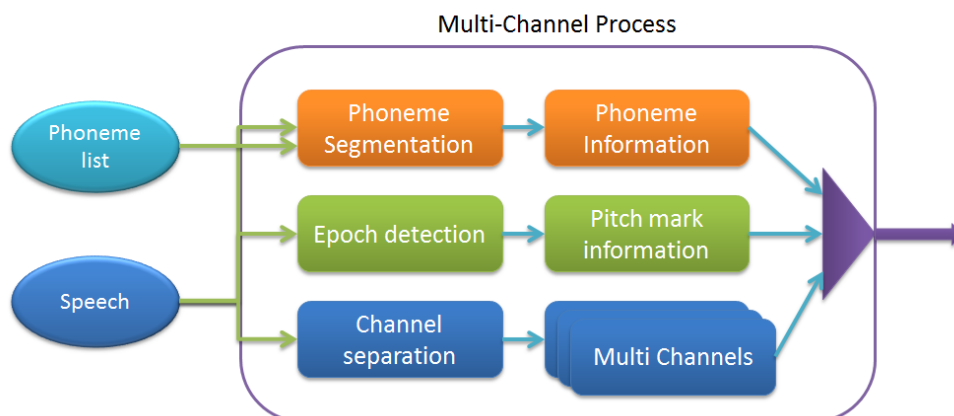 Multi-Channel Process
Phoneme
list
Phoneme
Segmentation
Phoneme
Information
Epoch detection
Pitch mark
information
Speech
Channel
separation
Multi Channels